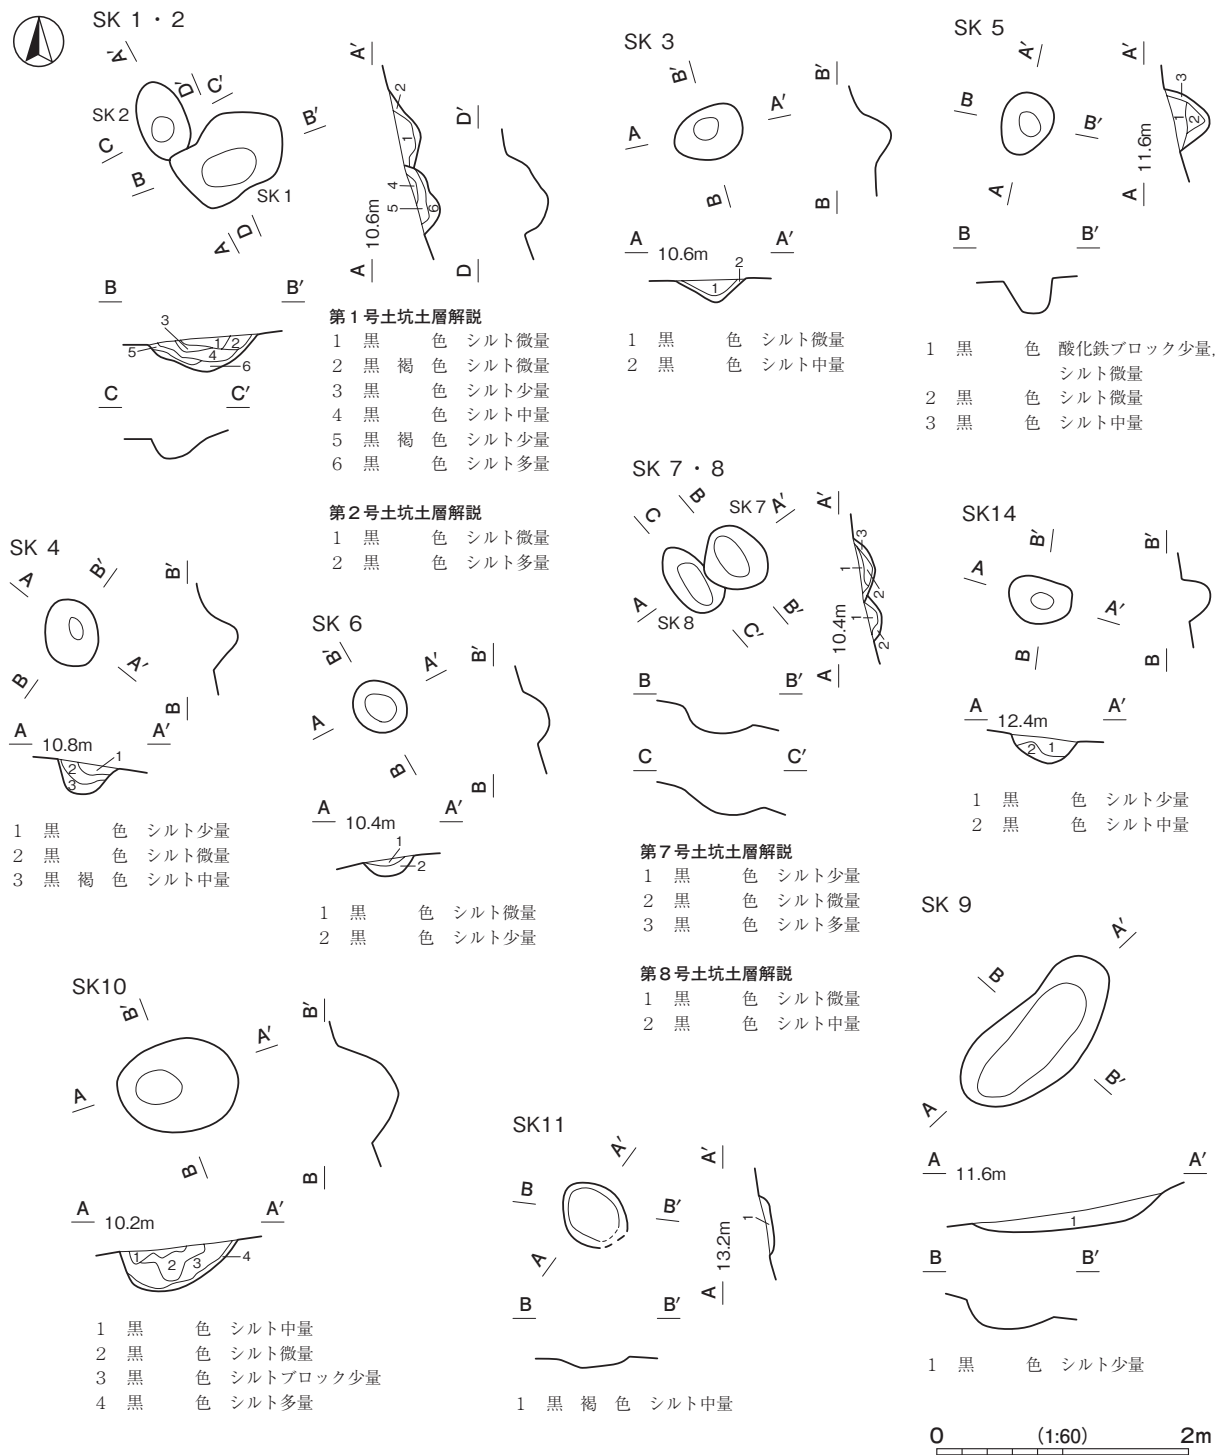 SK 1・2
A'
D'
C'
SK 2
B'
C
B
SK 1
A
D
A'
2
1
4
5
6
10.6m
A
D'
D
B
B'
3
1
2
5
4
6
C
C'
第1号土坑土層解説
1 黒 色 シルト微量
2 黒 褐 色 シルト微量
3 黒 色 シルト少量
4 黒 色 シルト中量
5 黒 褐 色 シルト少量
6 黒 色 シルト多量
第2号土坑土層解説
1 黒 色 シルト微量
2 黒 色 シルト多量
SK 3
B'
A'
A
B
B'
B
A 10.6m A'
2
1
1 黒 色 シルト微量
2 黒 色 シルト中量
SK 5
A'
B
B'
A
A'
3
1
2
11.6m
A
B
B'
1 黒 色 酸化鉄ブロック少量,
シルト微量
2 黒 色 シルト微量
3 黒 色 シルト中量
SK 4
A
B'
B
A'
B'
B
A 10.8m A'
1
2
3
1 黒 色 シルト少量
2 黒 色 シルト微量
3 黒 褐 色 シルト中量
SK 6
B'
A'
A
B
B'
B
A 10.4m A'
1
2
1 黒 色 シルト微量
2 黒 色 シルト少量
SK 7・8
C
B
SK 7
A'
A
SK 8
B'
C'
A'
3
1
2
1
2
10.4m
A
B
B'
C
C'
第7号土坑土層解説
1 黒 色 シルト少量
2 黒 色 シルト微量
3 黒 色 シルト多量
第8号土坑土層解説
1 黒 色 シルト微量
2 黒 色 シルト中量
SK14
B'
A
A'
B
B'
B
A 12.4m A'
2
1
1 黒 色 シルト少量
2 黒 色 シルト中量
SK 9
A'
B
B'
A
A 11.6m A'
1
B
B'
1 黒 色 シルト少量
SK10
B'
A'
A
B
B'
B
A 10.2m A'
1
2
3
4
1 黒 色 シルト中量
2 黒 色 シルト微量
3 黒 色 シルトブロック少量
4 黒 色 シルト多量
SK11
A'
B
B'
A
A'
1
13.2m
A
B
B'
1 黒 褐 色 シルト中量
0 (1:60) 2m